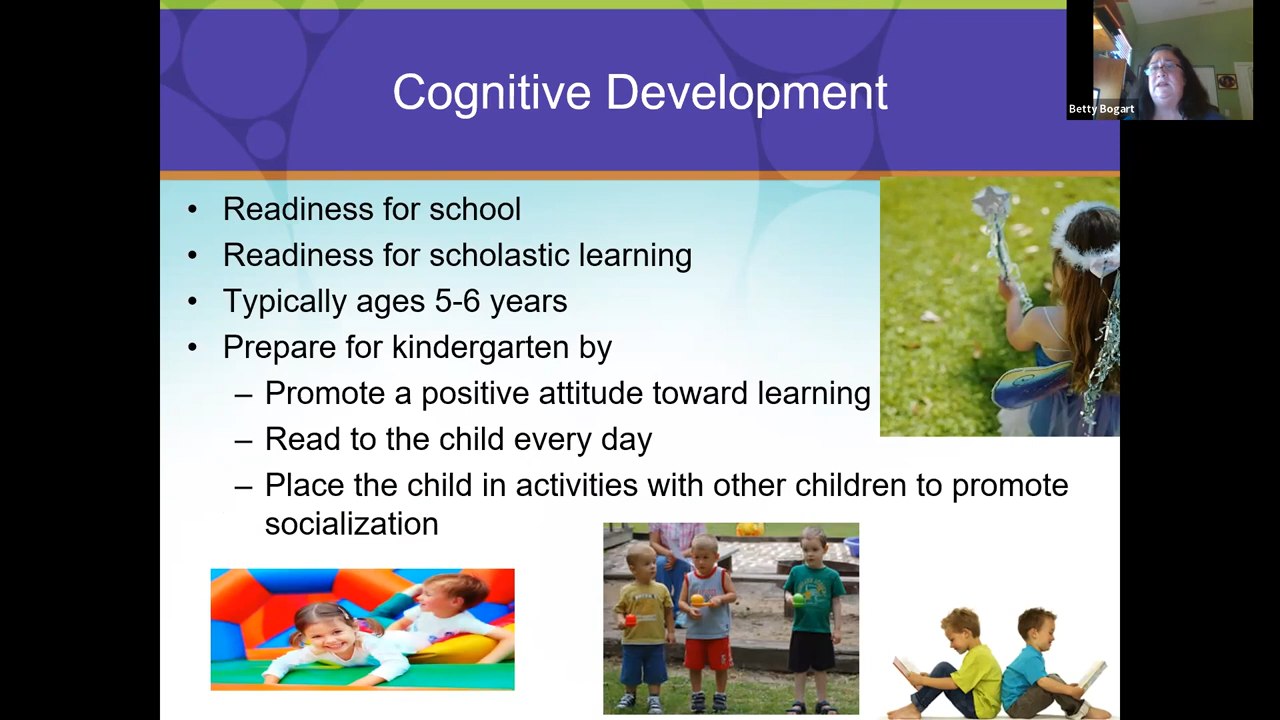 Cognitive Development
Betty Bogart
• Readiness for school
• Readiness for scholastic learning
• Typically ages 5-6 years
• Prepare for kindergarten by
– Promote a positive attitude toward learning
– Read to the child every day
– Place the child in activities with other children to promote
socialization